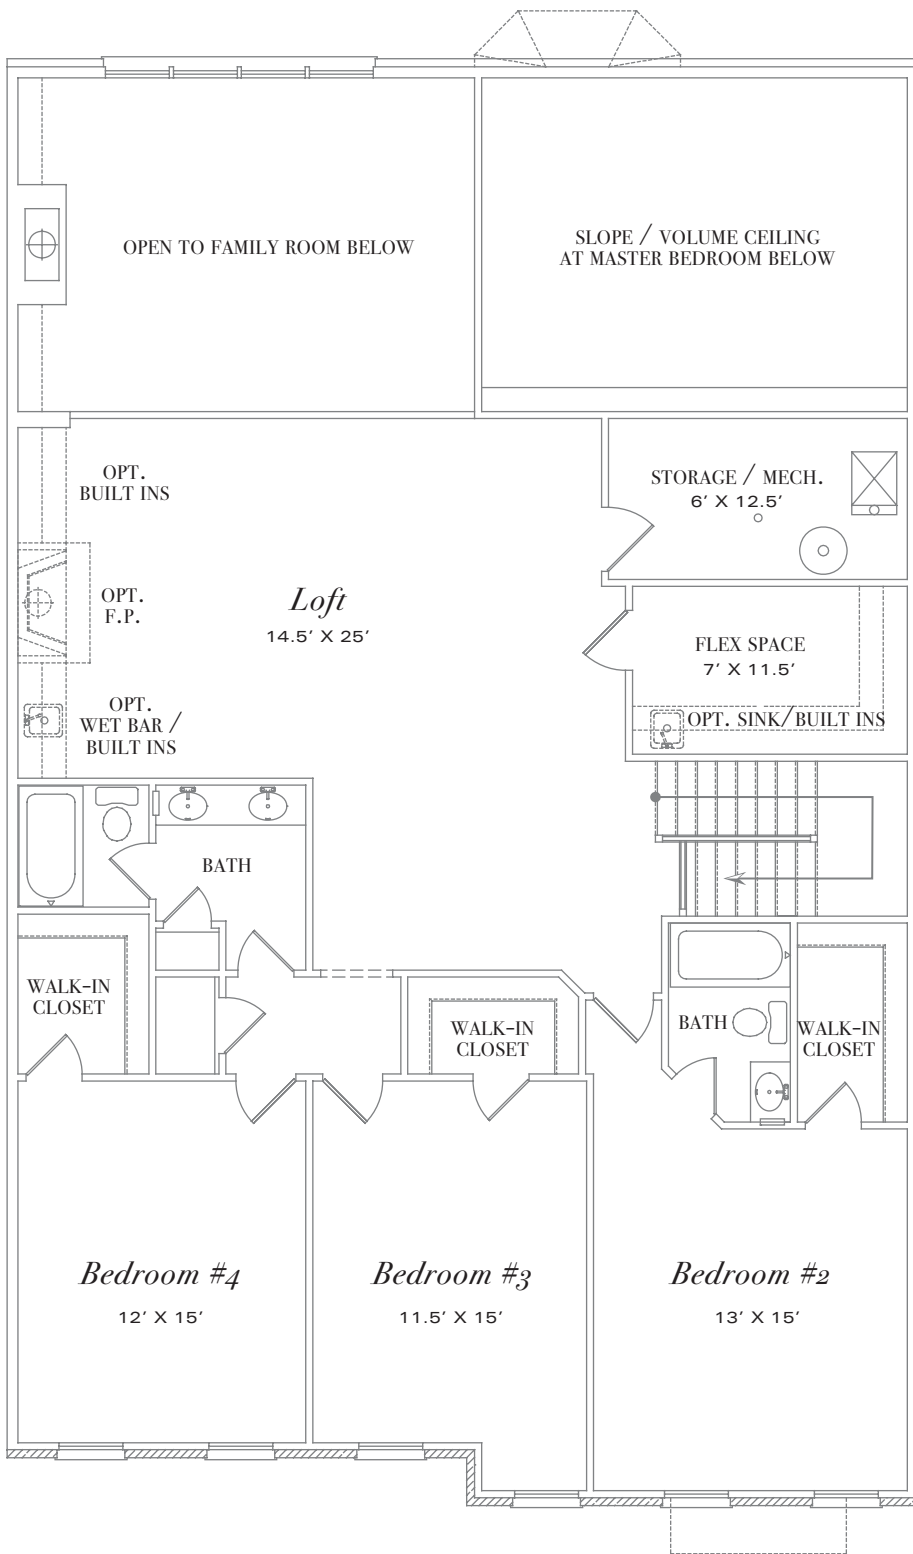 OPEN TO FAMILY ROOM BELOW
SLOPE / VOLUME CEILING
AT MASTER BEDROOM BELOW
OPT.
BUILT INS
STORAGE / MECH.
6’ X 12.5’
OPT.
F.P.
Loft
14.5’ X 25’
FLEX SPACE
7’ X 11.5’
OPT.
WET BAR /
BUILT INS
OPT. SINK/BUILT INS
BATH
WALK-IN
CLOSET
WALK-IN
CLOSET
BATH
WALK-IN
CLOSET
Bedroom #4
12’ X 15’
Bedroom #3
11.5’ X 15’
Bedroom #2
13’ X 15’